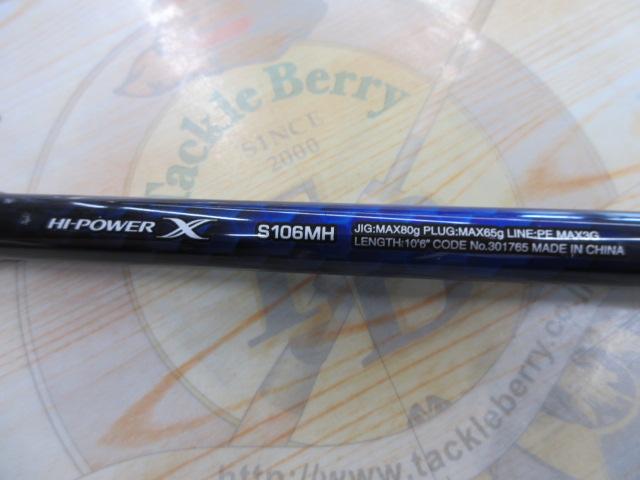 Tackle Berry
SINCE
2000
HI-POWER X S106MH
JIG:MAX80g PLUG:MAX65g LINE:PE MAX3G
LENGTH:10'6" CODE No.301765 MADE IN CHINA
http://www.tackleberry.co.j